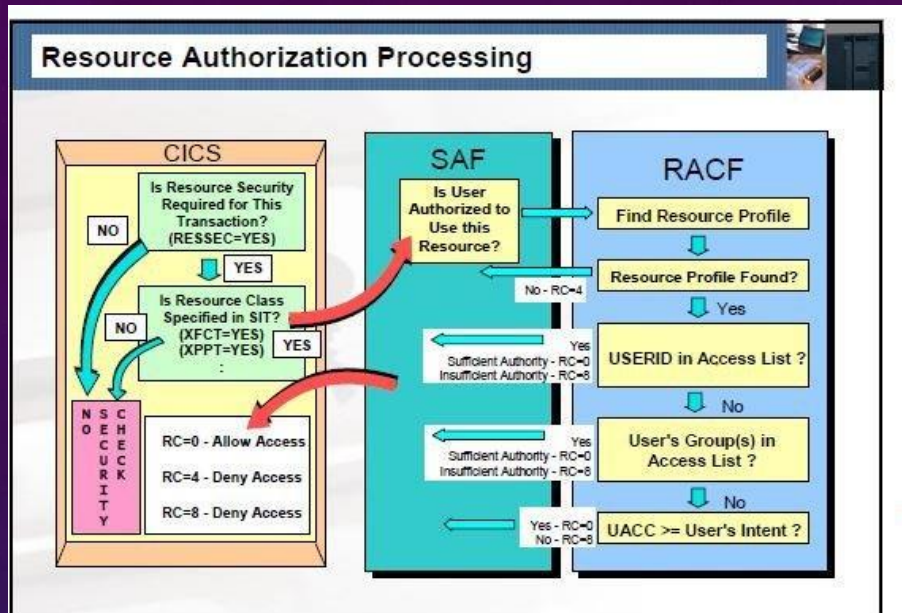 Resource Authorization Processing
CICS
Is Resource Security
Required for This
Transaction?
(RESSEC=YES)
NO
YES
Is Resource Class
Specified in SIT?
(XFCT=YES)
(XPPT=YES)
:
NO
YES
NO
SECURITY
CHECK
RC=0 - Allow Access
RC=4 - Deny Access
RC=8 - Deny Access
SAF
Is User
Authorized to
Use this
Resource?
RACF
Find Resource Profile
Resource Profile Found?
No - RC=4
Yes
USERID in Access List ?
Yes
Sufficient Authority - RC=0
Insufficient Authority - RC=8
No
User's Group(s) in
Access List ?
Yes
Sufficient Authority - RC=0
Insufficient Authority - RC=8
No
UACC >= User's Intent ?
Yes - RC=0
No - RC=8